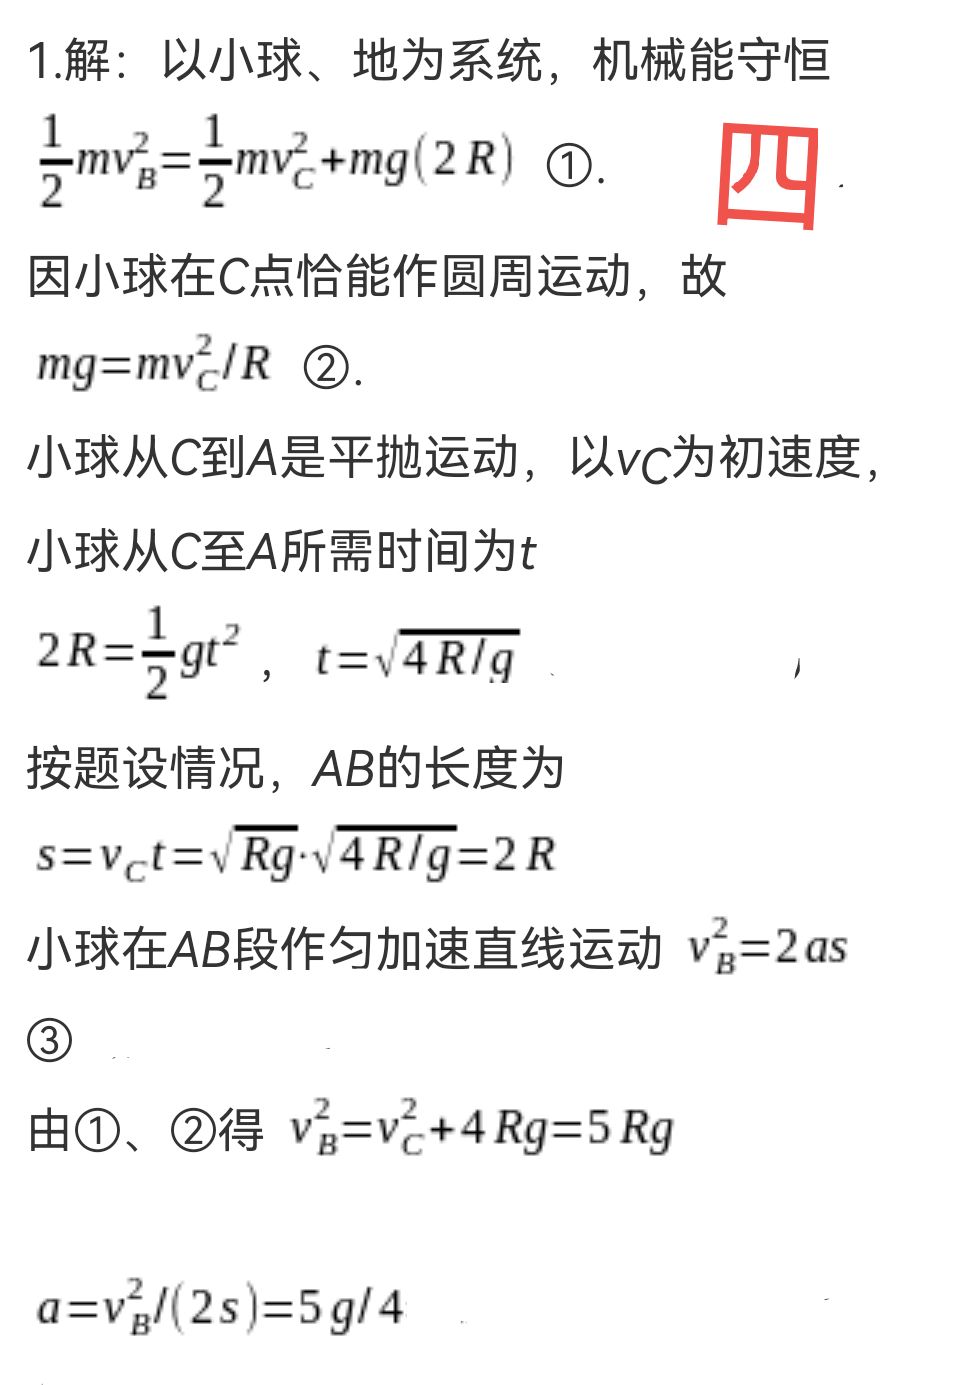 1.解：以小球、地为系统，机械能守恒
\frac{1}{2}mv_B^2=\frac{1}{2}mv_C^2+mg(2R) ①.
四
因小球在C点恰能作圆周运动，故
mg=mv_C^2/R ②.
小球从C到A是平抛运动，以v_C为初速度，
小球从C至A所需时间为t
2R=\frac{1}{2}gt^2 ， t=\sqrt{4R/g}
按题设情况，AB的长度为
s=v_Ct=\sqrt{Rg}·\sqrt{4R/g}=2R
小球在AB段作匀加速直线运动 v_B^2=2as
③
由①、②得 v_B^2=v_C^2+4Rg=5Rg
a=v_B^2/(2s)=5g/4